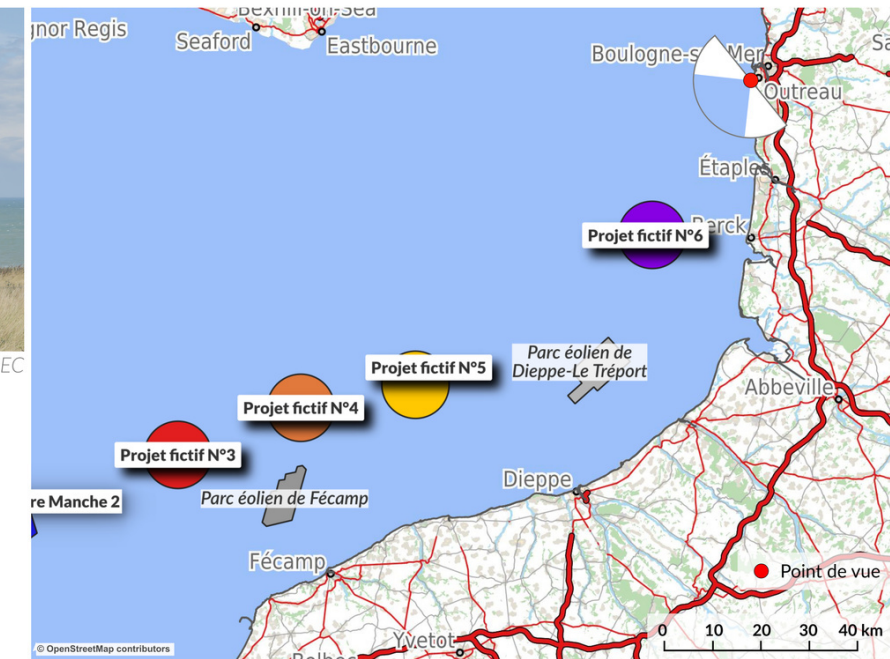 Bexhill-on-Sea
gnor Regis
Seaford
Eastbourne
Boulogne-s
Mer
Outreau
Étaples
Berck
Projet fictif N°6
Parc éolien de
Dieppe-Le Tréport
Projet fictif N°5
Projet fictif N°4
Abbeville
Projet fictif N°3
re Manche 2
Parc éolien de Fécamp
Dieppe
Fécamp
Point de vue
0 10 20 30 40 km
Yvetot
© OpenStreetMap contributors
EC